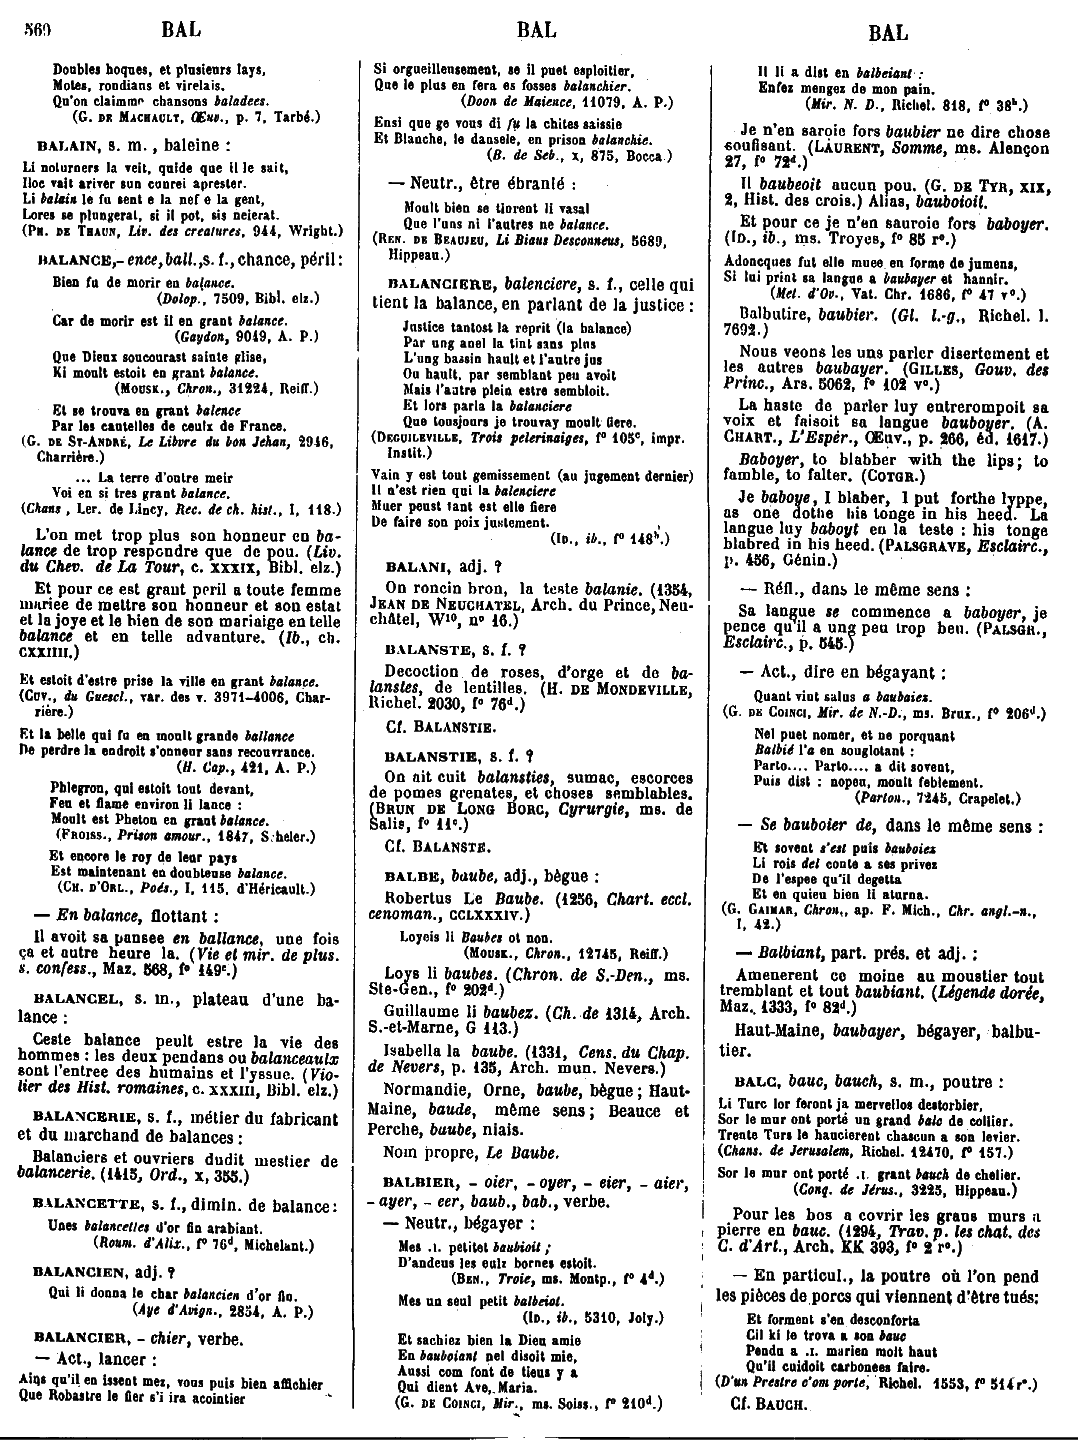 560 BAL BAL BAL
Doubles hoques, et plusieurs lays,
Motes, rondians et virelais.
Qu'on claimme chansons baladees.
(G. DE MACHAULT, Œuv., p. 7, Tarbé.)
BALAIN, s. m., baleine :
Li noturners la veit, quide que il le sait,
Iloc vait ariver sun conrei aprester.
Li balain le fu sent e la nef e la gent,
Lores se plungerat, si il pot, sis neierat.
(PH. DE THAUN, Liv. des creatures, 944, Wright.)
BALANCE, - ence, ball., s. f., chance, péril :
Bien fu de morir en balance.
(Dolop., 7509, Bibl. elz.)
Car de morir est il en grant balance.
(Gaydon, 9049, A. P.)
Que Dieux soucourast sainte glise,
Ki moult estoit en grant balance.
(MOUSK., Chron., 31224, Reiff.)
Et se trouva en grant balence
Par les cautelles de ceulx de France.
(G. DE ST-ANDRÉ, Le Libvre du bon Jehan, 2946,
Charrière.)
... La terre d'outre meir
Voi en si tres grant balance.
(Chans , Ler. de Lincy, Rec. de ch. hist., I, 118.)
L'on met trop plus son honneur en ba-
lance de trop respondre que de pou. (Liv.
du Chev. de La Tour, c. XXXIX, Bibl. elz.)
Et pour ce est grant peril a toute femme
mariee de mettre son honneur et son estat
et la joye et le bien de son mariaige en telle
balance et en telle advanture. (Ib., ch.
CXXIIII.)
Et estoit d'estre prise la ville en grant balance.
(CUV., du Guescl., var. des v. 3971-4006, Char-
rière.)
Et la belle qui fu en moult grande ballance
De perdre la endroit s'onneur sans recouvrance.
(H. Cap., 421, A. P.)
Phlegron, qui estoit tout devant,
Feu et flame environ li lance :
Moult est Pheton en grant balance.
(FROISS., Prison amour., 1847, Scheler.)
Et encore le roy de leur pays
Est maintenant en doubteuse balance.
(CH. D'ORL., Poés., I, 115, d'Héricault.)
— En balance, flottant :
Il avoit sa pansee en ballance, une fois
ça et autre heure la. (Vie et mir. de plus.
s. confess., Maz. 568, fº 149ᶜ.)
BALANCEL, s. m., plateau d'une ba-
lance :
Ceste balance peult estre la vie des
hommes : les deux pendans ou balanceaulx
sont l'entree des humains et l'yssue. (Vio-
lier des Hist. romaines, c. XXXIII, Bibl. elz.)
BALANCERIE, s. f., métier du fabricant
et du marchand de balances :
Balanciers et ouvriers dudit mestier de
balancerie. (1415, Ord., X, 355.)
BALANCETTE, s. f., dimin. de balance :
Unes balancetles d'or fin arabiant.
(Roum. d'Alix., fº 76ᵈ, Michelant.)
BALANCIEN, adj. ?
Qui li donna le char balancien d'or fin.
(Aye d'Avign., 2854, A. P.)
BALANCIER, - chier, verbe.
— Act., lancer :
Ains qu'il en issent mez, vous puis bien affichier
Que Robastre le fier s'i ira acointier
Si orgueilleusement, se il puet esploitier,
Que le plus en fera es fosses balanchier.
(Doon de Maience, 11079, A. P.)
Ensi que ge vous di fu la chites saissie
Et Blanche, le dansele, en prison balanchie.
(B. de Seb., X, 875, Bocca )
— Neutr., être ébranlé :
Moult bien se tiorent li vasal
Que l'uns ni l'autres ne balance.
(REN. DE BEAUJEU, Li Biaus Desconneus, 5689,
Hippeau.)
BALANCIERE, balenciere, s. f., celle qui
tient la balance, en parlant de la justice :
Justice tantost la reprit (la balance)
Par ung anel la tint sans plus
L'ung bassin hault et l'autre jus
Ou hault, par semblant peu avoit
Mais l'autre plein estre sembloit.
Et lors parla la balanciere
Que tousjours je trouvay moult fiere.
(DEGUILEVILLE, Trois pelerinaiges, fº 105ᶜ, impr.
Instit.)
Vain y est tout gemissement (au jugement dernier)
Il n'est rien qui la balenciere
Muer peust tant est elle fiere
De faire son poix justement.
(ID., ib., fº 148ᵇ.)
BALANI, adj. ?
On roncin bron, la teste balanie. (1354,
JEAN DE NEUCHATEL, Arch. du Prince, Neu-
châtel, W¹⁰, nº 16.)
BALANSTE, s. f. ?
Decoction de roses, d'orge et de ba-
lanstes, de lentilles. (H. DE MONDEVILLE,
Richel. 2030, fº 76ᵈ.)
Cf. BALANSTIE.
BALANSTIE, s. f. ?
On ait cuit balansties, sumac, escorces
de pomes grenates, et choses semblables.
(BRUN DE LONG BORC, Cyrurgie, ms. de
Salis, fº 11ᶜ.)
Cf. BALANSTE.
BALBE, baube, adj., bègue :
Robertus Le Baube. (1256, Chart. eccl.
cenoman., CCLXXXIV.)
Loyeis li Baubes ot non.
(MOUSK., Chron., 12745, Reiff.)
Loys li baubes. (Chron. de S.-Den., ms.
Ste-Gen., fº 202ᵈ.)
Guillaume li baubez. (Ch. de 1314, Arch.
S.-et-Marne, G 113.)
Isabella la baube. (1331, Cens. du Chap.
de Nevers, p. 135, Arch. mun. Nevers.)
Normandie, Orne, baube, bègue ; Haut-
Maine, baude, même sens ; Beauce et
Perche, baube, niais.
Nom propre, Le Baube.
BALBIER, - oier, - oyer, - eier, - aier,
- ayer, - eer, baub., bab., verbe.
— Neutr., bégayer :
Mes .I. petitet baubioit ;
D'andeus les eulz bornes estoit.
(BEN., Troie, ms. Montp., fº 4ᵈ.)
Mes un seul petit balbeiot.
(ID., ib., 5310, Joly.)
Et sachiez bien la Dieu amie
En bauboiant nel disoit mie,
Aussi com font de tieus y a
Qui dient Ave, Maria.
(G. DE COINCI, Mir., ms. Soiss., fº 210ᵈ.)
Il li a dist en balbeiant :
Enfez mengez de mon pain.
(Mir. N. D., Richel. 818, fº 38ᵇ.)
Je n'en saroie fors baubier ne dire chose
soufisant. (LAURENT, Somme, ms. Alençon
27, fº 72ᵈ.)
Il baubeoit aucun pou. (G. DE TYR, XIX,
2, Hist. des crois.) Alias, bauboioit.
Et pour ce je n'en sauroie fors baboyer.
(ID., ib., ms. Troyes, fº 85 rº.)
Adoncques fut elle muee en forme de jumens,
Si lui print sa langue a baubayer et hannir.
(Met. d'Ov., Vat. Chr. 1686, fº 47 vº.)
Balbutire, baubier. (Gl. l.-g., Richel. l.
7692.)
Nous veons les uns parler disertement et
les autres baubayer. (GILLES, Gouv. des
Princ., Ars. 5062, fº 102 vº.)
La haste de parler luy entrerompoit sa
voix et faisoit sa langue bauboyer. (A.
CHART., L'Espér., Œuv., p. 266, éd. 1617.)
Baboyer, to blabber with the lips ; to
famble, to falter. (COTGR.)
Je baboye, I blaber, I put forthe lyppe,
as one dothe his tonge in his heed. La
langue luy baboyt en la teste : his tonge
blabred in his heed. (PALSGRAVE, Esclairc.,
p. 456, Génin.)
— Réfl., dans le même sens :
Sa langue se commence a baboyer, je
pence qu'il a ung peu trop beu. (PALSGR.,
Esclairc., p. 545.)
— Act., dire en bégayant :
Quant vint salus a baubaies.
(G. DE COINCI, Mir. de N.-D., ms. Brux., fº 206ᵈ.)
Nel puet nomer, et ne porquant
Balbié l'a en souglotant :
Parto.... Parto...., a dit sovent,
Puis dist : nopeu, moult feblement.
(Parton., 7245, Crapelet.)
— Se bauboier de, dans le même sens :
Et sovent s'est puis bauboiez
Li rois del conte a ses privez
De l'espee qu'il degetta
Et en quieu bien li aturna.
(G. GAIMAR, Chron., ap. F. Mich., Chr. angl.-n.,
I, 42.)
— Balbiant, part. prés. et adj. :
Amenerent ce moine au moustier tout
tremblant et tout baubiant. (Légende dorée,
Maz. 1333, fº 82ᵈ.)
Haut-Maine, baubayer, bégayer, balbu-
tier.
BALC, bauc, bauch, s. m., poutre :
Li Turc lor feront ja mervellos destorbier,
Sor le mur ont porté un grand balc de collier.
Trente Turs le hancierent chascun a son levier.
(Chans. de Jerusalem, Richel. 12470, fº 157.)
Sor le mur ont porté .I. grant bauch de chelier.
(Conq. de Jérus., 3225, Hippeau.)
Pour les bos a covrir les grans murs a
pierre en bauc. (1294, Trav. p. les chat. des
C. d'Art., Arch. KK 393, fº 2 rº.)
— En particul., la poutre où l'on pend
les pièces de porcs qui viennent d'être tués :
Et forment s'en desconforta
Cil ki le trova a son bauc
Pendu a .I. marien molt haut
Qu'il cuidoit carbonees faire.
(D'un Prestre c'om porte, Richel. 1553, fº 514 rº.)
Cf. BAUCH.